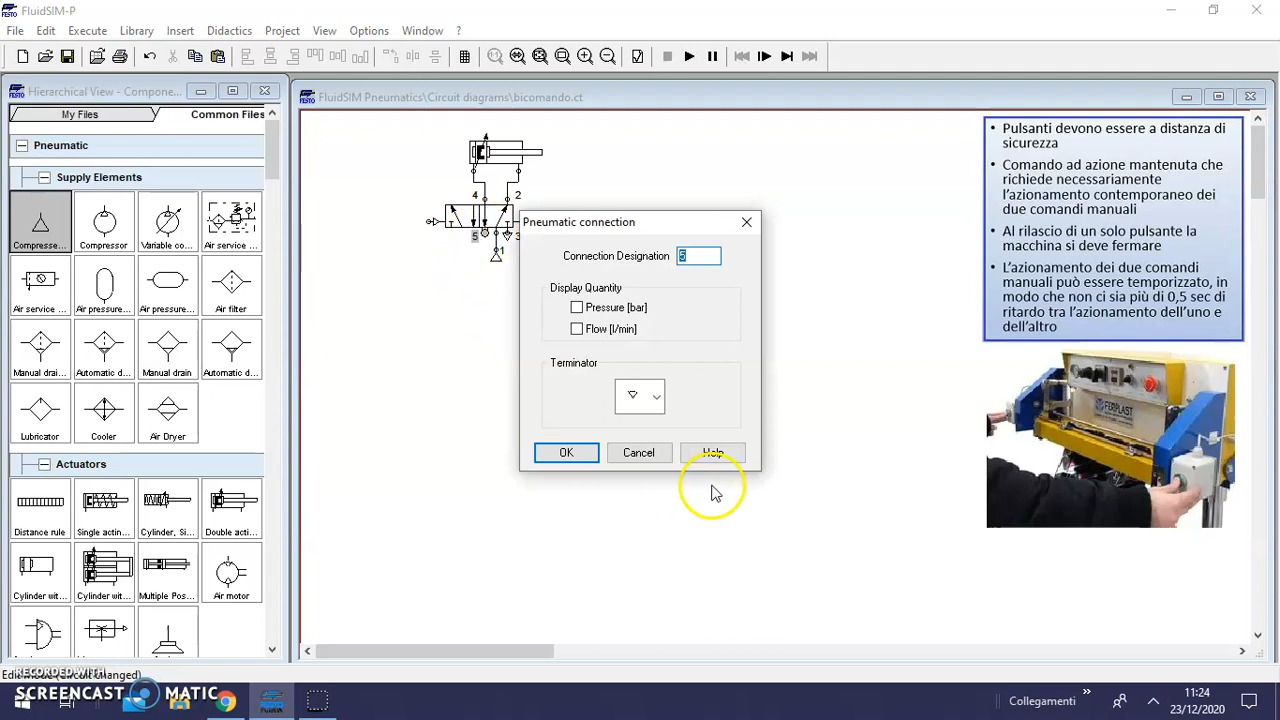 FluidSIM-P
File Edit Execute Library Insert Didactics Project View Options Window ?
Hierarchical View - Compone...
My Files Common Files
Pneumatic
Supply Elements
Compresse... Compressor Variable co... Air service ...
Air service ... Air pressure... Air pressure... Air filter
Manual drai... Automatic d... Manual drain Automatic d...
Lubricator Cooler Air Dryer
Actuators
Distance rule Single actin... Cylinder, Si... Double acti...
Cylinder wit... Cylinder wit... Multiple Pos... Air motor
FluidSIM Pneumatics\Circuit diagrams\bicomando.ct
4 2
5 3
1
Pneumatic connection
Connection Designation 5
Display Quantity
Pressure [bar]
Flow [l/min]
Terminator
OK Cancel Help
• Pulsanti devono essere a distanza di
sicurezza
• Comando ad azione mantenuta che
richiede necessariamente
l'azionamento contemporaneo dei
due comandi manuali
• Al rilascio di un solo pulsante la
macchina si deve fermare
• L'azionamento dei due comandi
manuali può essere temporizzato, in
modo che non ci sia più di 0,5 sec di
ritardo tra l'azionamento dell'uno e
dell'altro
FERPLAST
RECORDED WITH
SCREENCAST MATIC
Collegamenti
11:24
23/12/2020